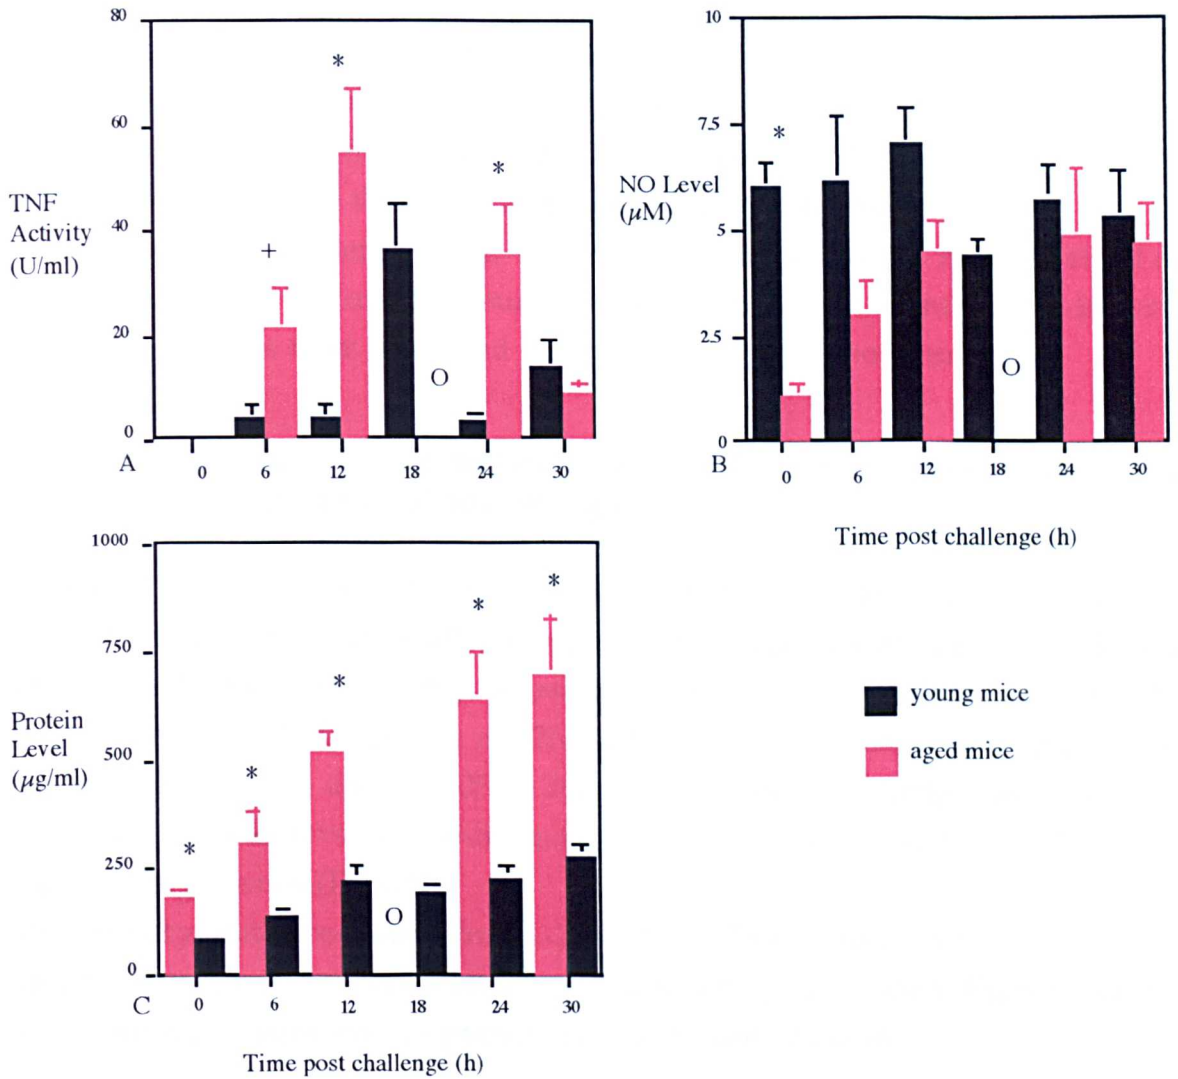 80
60
40
20
0
TNF
Activity
(U/ml)
+
*
*
O
A
0 6 12 18 24 30
10
7.5
5
2.5
0
NO Level
(μM)
*
O
B
0 6 12 18 24 30
Time post challenge (h)
1000
750
500
250
0
Protein
Level
(μg/ml)
*
*
*
*
*
O
C
0 6 12 18 24 30
Time post challenge (h)
young mice
aged mice